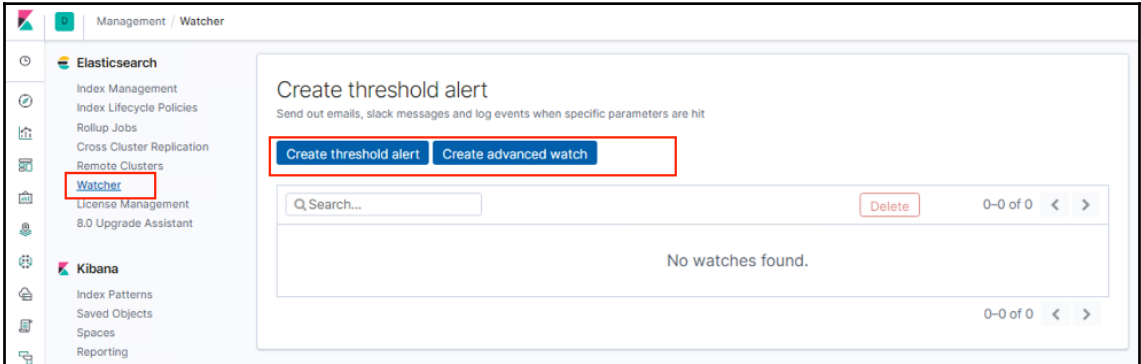 D Management / Watcher
Elasticsearch
Index Management
Index Lifecycle Policies
Rollup Jobs
Cross Cluster Replication
Remote Clusters
Watcher
License Management
8.0 Upgrade Assistant
Kibana
Index Patterns
Saved Objects
Spaces
Reporting
Create threshold alert
Send out emails, slack messages and log events when specific parameters are hit
Create threshold alert Create advanced watch
Search... Delete 0–0 of 0
No watches found.
0–0 of 0